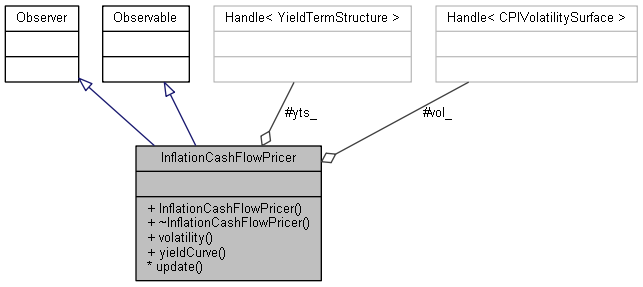 Observer
Observable
Handle< YieldTermStructure >
Handle< CPIVolatilitySurface >
#yts_
#vol_
InflationCashFlowPricer
+ InflationCashFlowPricer()
+ ~InflationCashFlowPricer()
+ volatility()
+ yieldCurve()
* update()